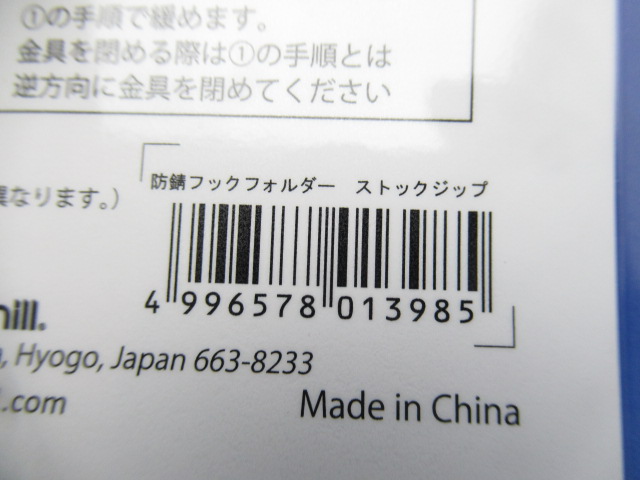 ①の手順で緩めます。
金具を閉める際は①の手順とは
逆方向に金具を閉めてください
防錆フックフォルダー ストックジップ
なります。)
4 996578 013985
hill.
, Hyogo, Japan 663-8233
.com
Made in China